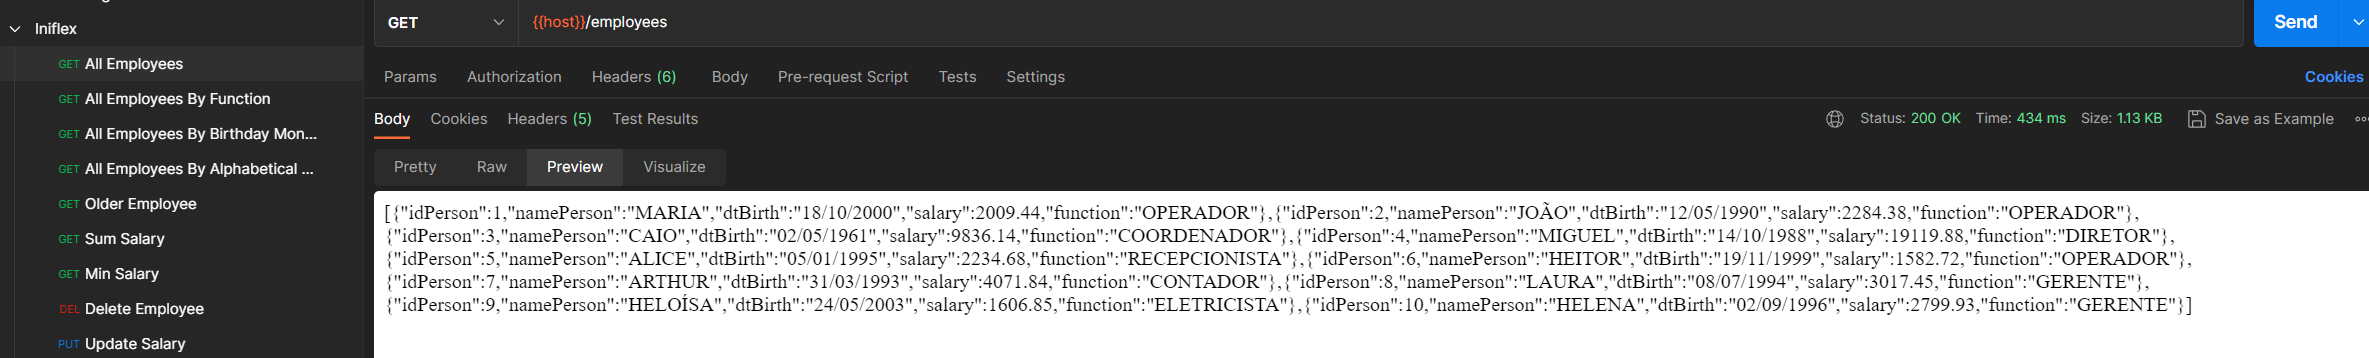 Iniflex
GET All Employees
GET All Employees By Function
GET All Employees By Birthday Mon...
GET All Employees By Alphabetical ...
GET Older Employee
GET Sum Salary
GET Min Salary
DEL Delete Employee
PUT Update Salary
GET {{host}}/employees Send
Params Authorization Headers (6) Body Pre-request Script Tests Settings Cookies
Body Cookies Headers (5) Test Results Status: 200 OK Time: 434 ms Size: 1.13 KB Save as Example
Pretty Raw Preview Visualize
[{"idPerson":1,"namePerson":"MARIA","dtBirth":"18/10/2000","salary":2009.44,"function":"OPERADOR"},{"idPerson":2,"namePerson":"JOÃO","dtBirth":"12/05/1990","salary":2284.38,"function":"OPERADOR"},
{"idPerson":3,"namePerson":"CAIO","dtBirth":"02/05/1961","salary":9836.14,"function":"COORDENADOR"},{"idPerson":4,"namePerson":"MIGUEL","dtBirth":"14/10/1988","salary":19119.88,"function":"DIRETOR"},
{"idPerson":5,"namePerson":"ALICE","dtBirth":"05/01/1995","salary":2234.68,"function":"RECEPCIONISTA"},{"idPerson":6,"namePerson":"HEITOR","dtBirth":"19/11/1999","salary":1582.72,"function":"OPERADOR"},
{"idPerson":7,"namePerson":"ARTHUR","dtBirth":"31/03/1993","salary":4071.84,"function":"CONTADOR"},{"idPerson":8,"namePerson":"LAURA","dtBirth":"08/07/1994","salary":3017.45,"function":"GERENTE"},
{"idPerson":9,"namePerson":"HELOÍSA","dtBirth":"24/05/2003","salary":1606.85,"function":"ELETRICISTA"},{"idPerson":10,"namePerson":"HELENA","dtBirth":"02/09/1996","salary":2799.93,"function":"GERENTE"}]